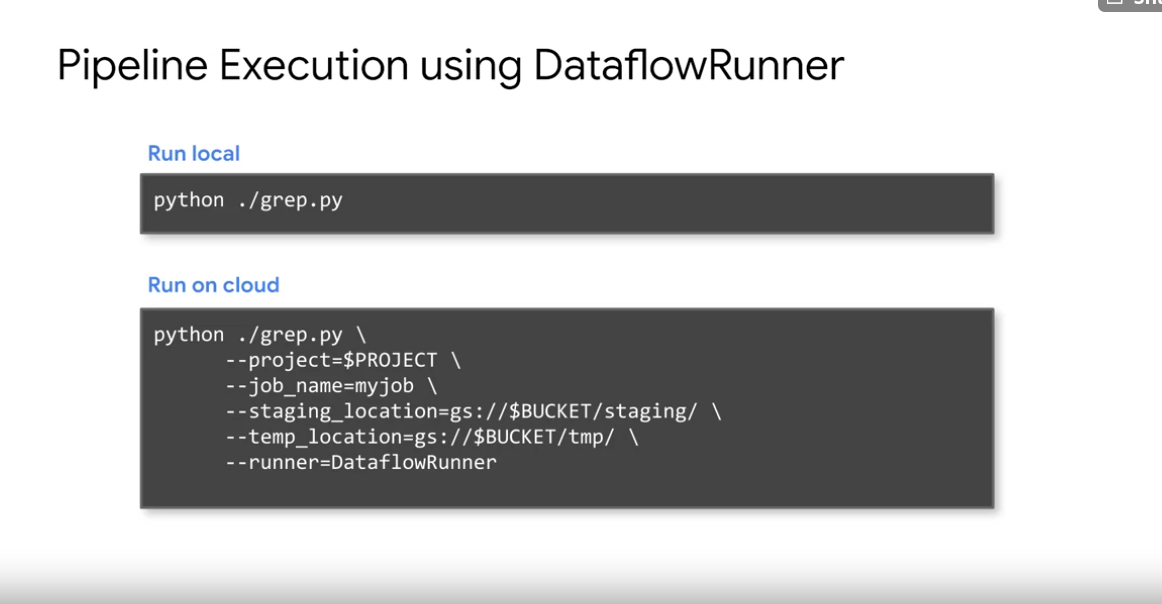 Pipeline Execution using DataflowRunner
Run local
python ./grep.py
Run on cloud
python ./grep.py \
--project=$PROJECT \
--job_name=myjob \
--staging_location=gs://$BUCKET/staging/ \
--temp_location=gs://$BUCKET/tmp/ \
--runner=DataflowRunner